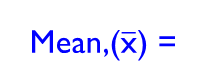 Mean,(x̅) =